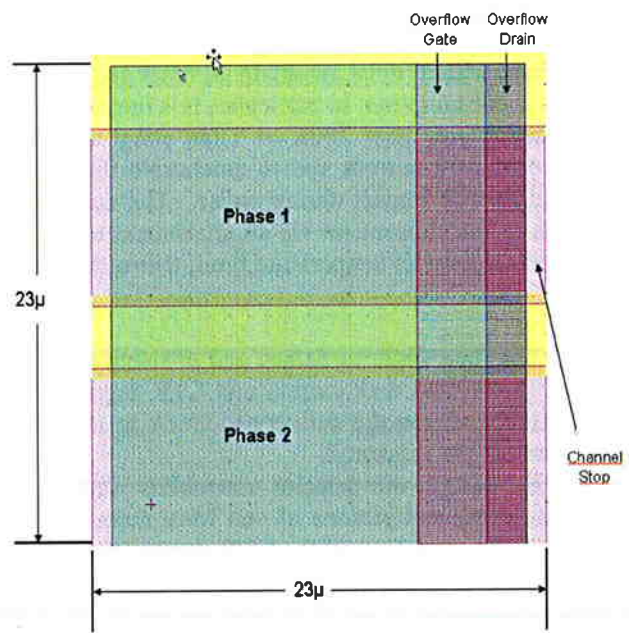 Overflow Gate
Overflow Drain
Phase 1
23μ
Phase 2
Channel Stop
23μ